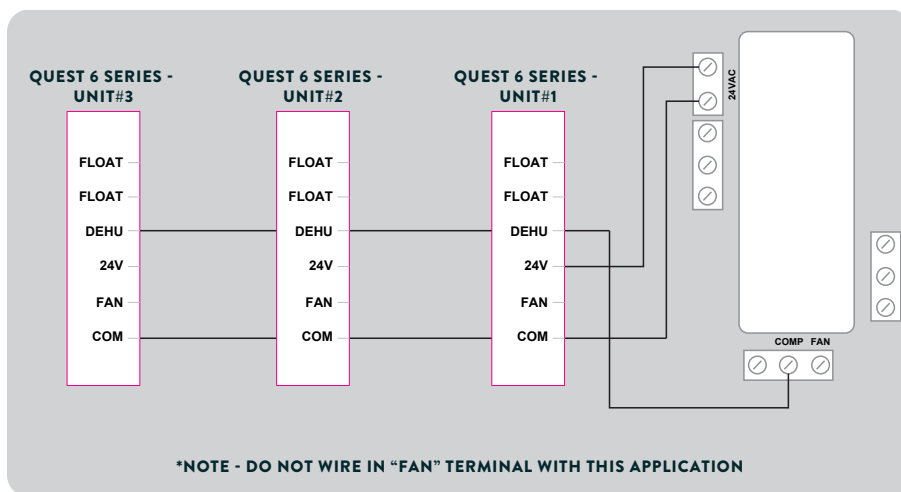 QUEST 6 SERIES -
UNIT#3
QUEST 6 SERIES -
UNIT#2
QUEST 6 SERIES -
UNIT#1
FLOAT
FLOAT
DEHU
24V
FAN
COM
FLOAT
FLOAT
DEHU
24V
FAN
COM
FLOAT
FLOAT
DEHU
24V
FAN
COM
24VAC
COMP FAN
*NOTE - DO NOT WIRE IN “FAN” TERMINAL WITH THIS APPLICATION